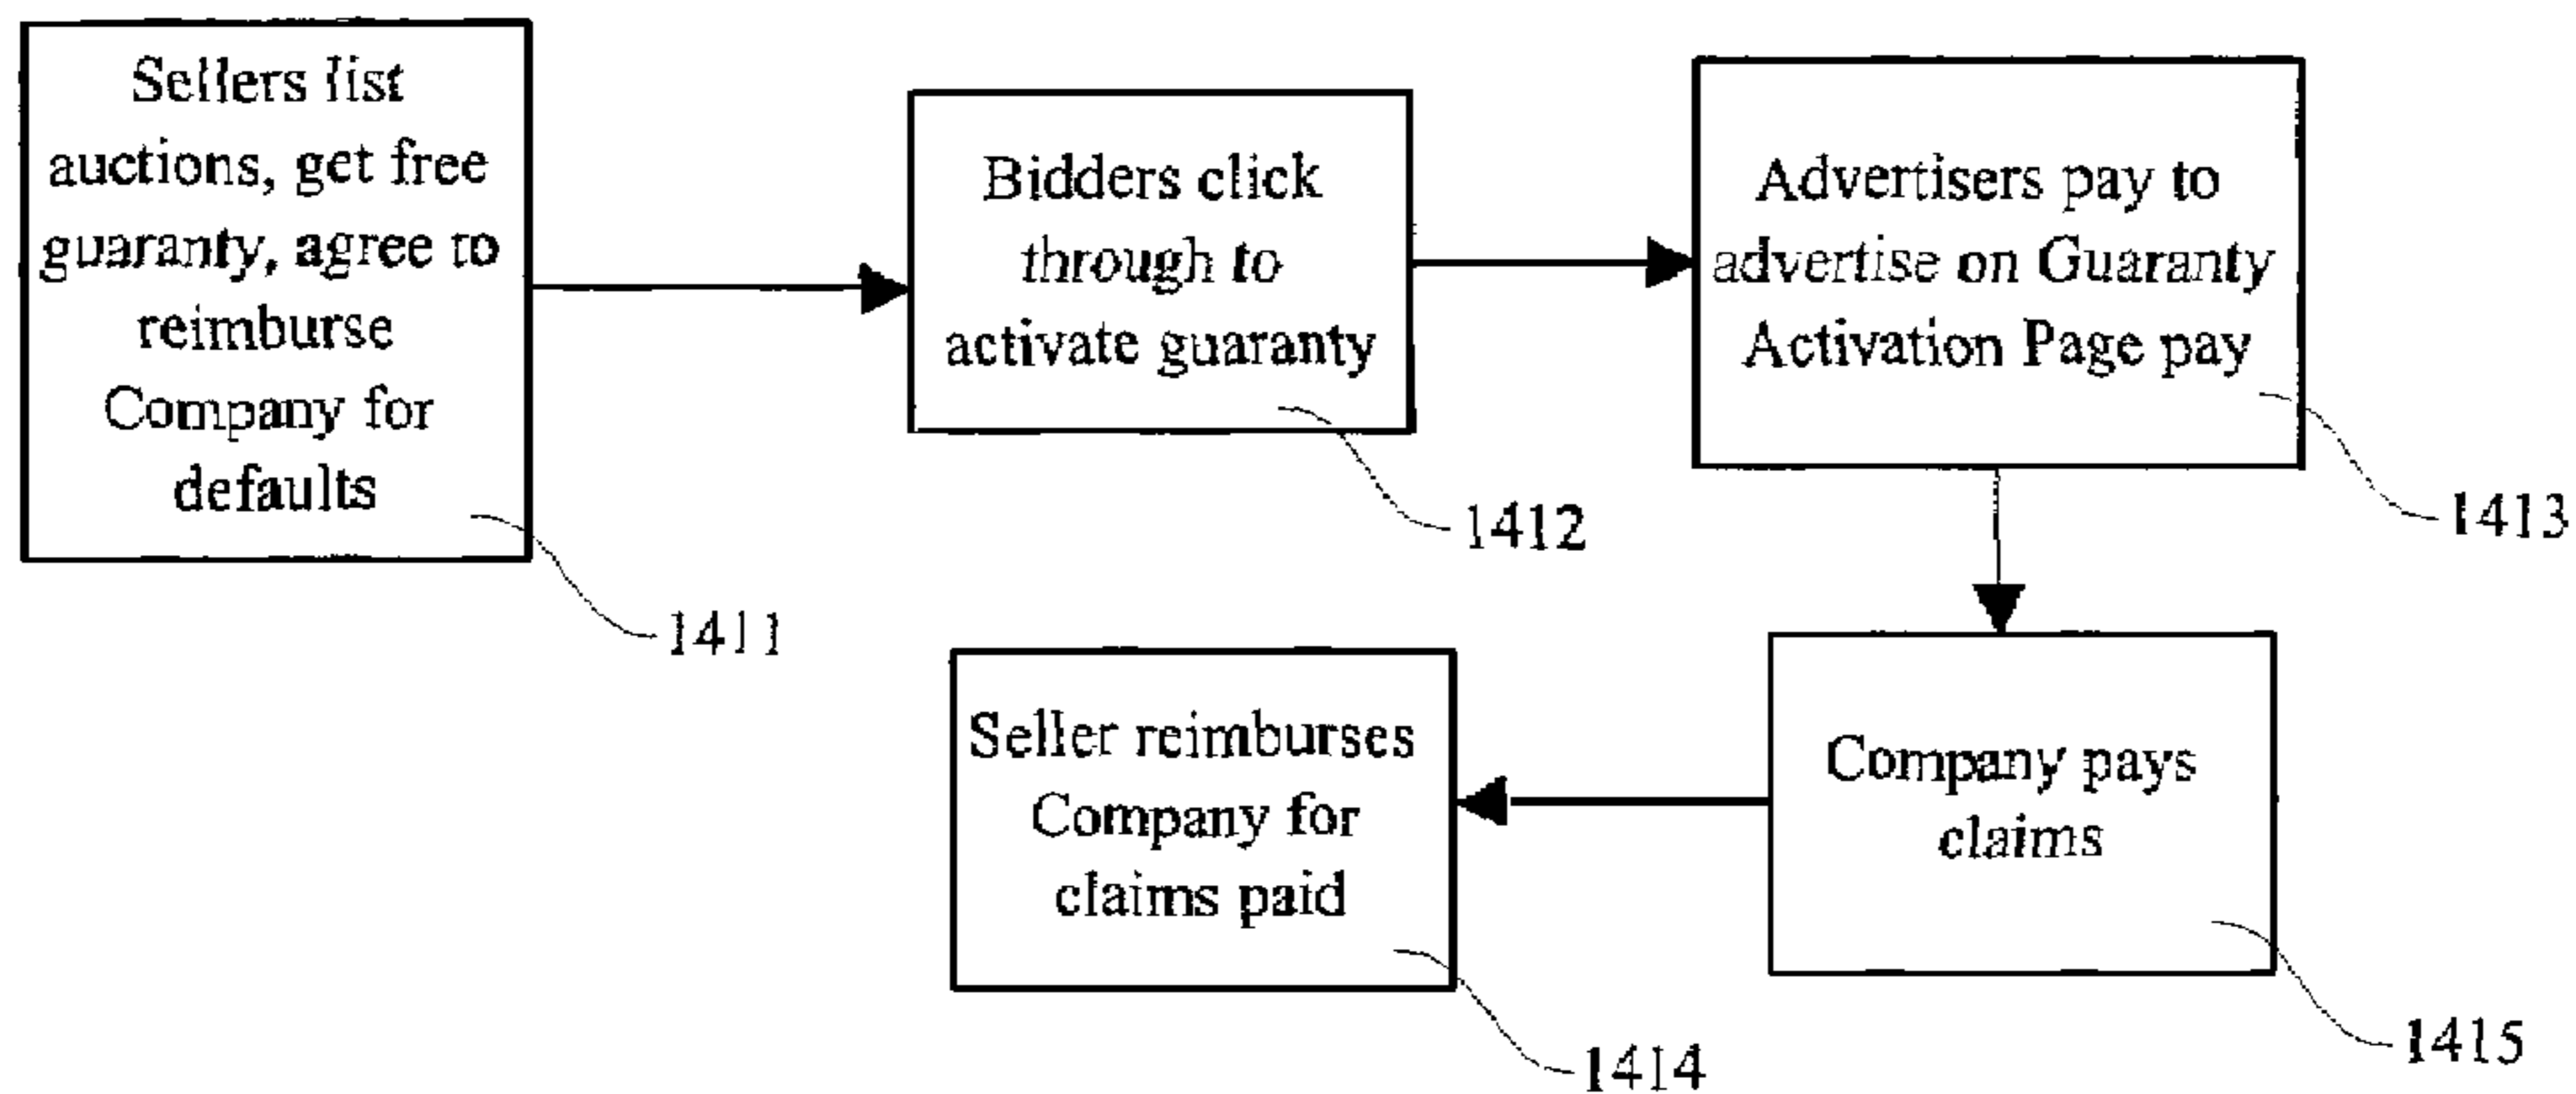 Sellers list
auctions, get free
guaranty, agree to
reimburse
Company for
defaults
1411
Bidders click
through to
activate guaranty
1412
Advertisers pay to
advertise on Guaranty
Activation Page pay
1413
Seller reimburses
Company for
claims paid
1414
Company pays
claims
1415